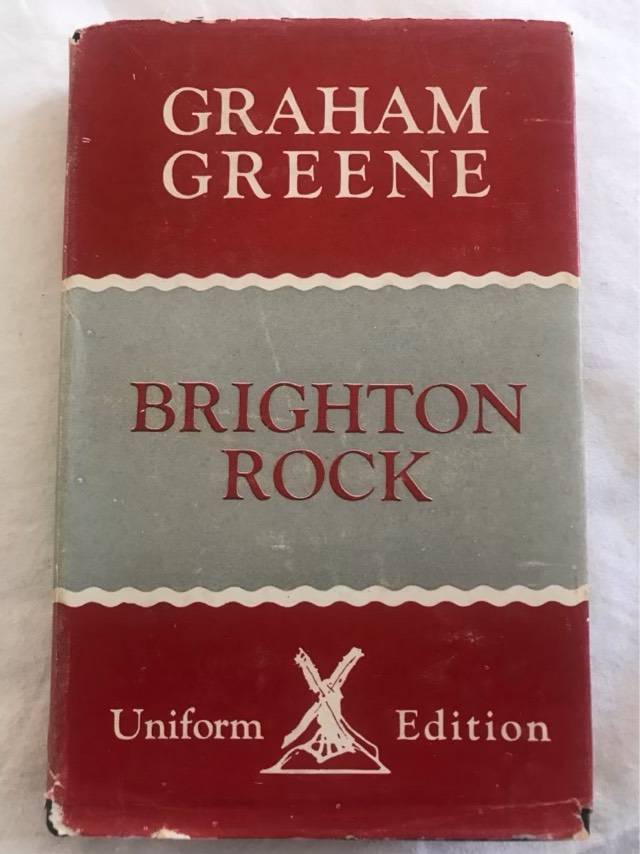 GRAHAM
GREENE
BRIGHTON
ROCK
Uniform Edition